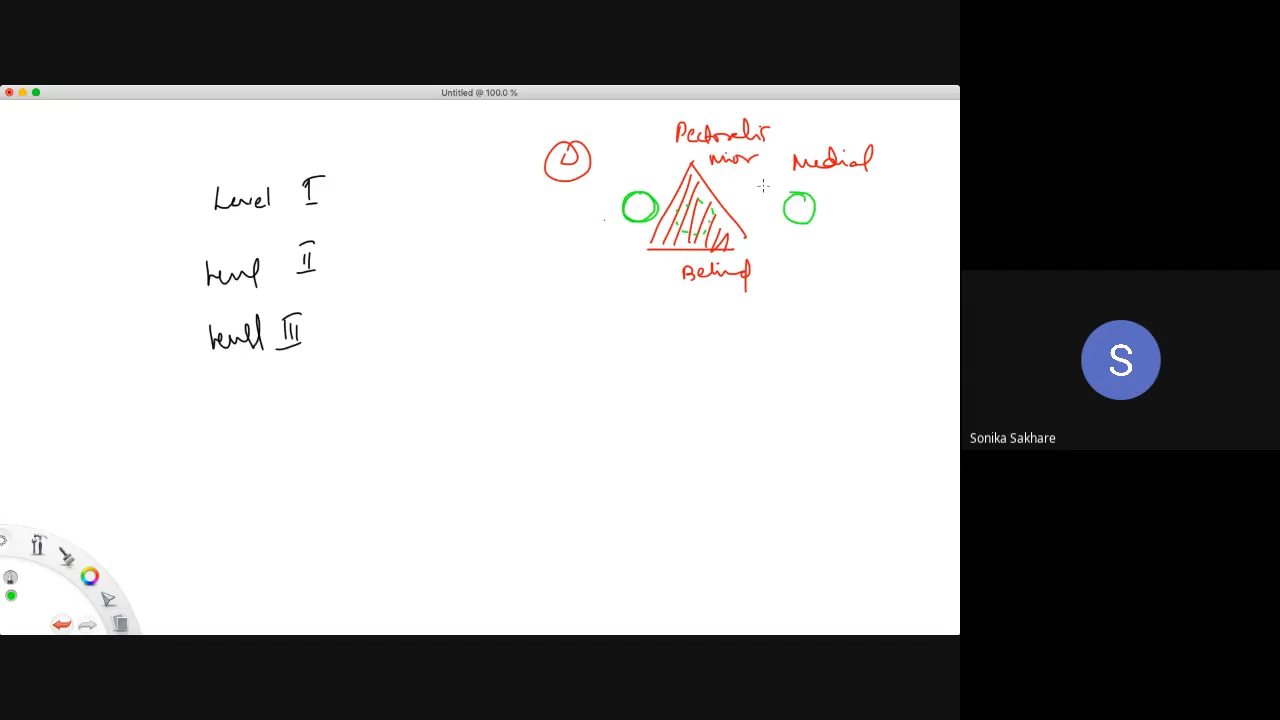 Untitled @ 100.0 %
Pectoralis
minor
Medial
Level I
Level II
Level III
Behind
S
Sonika Sakhare